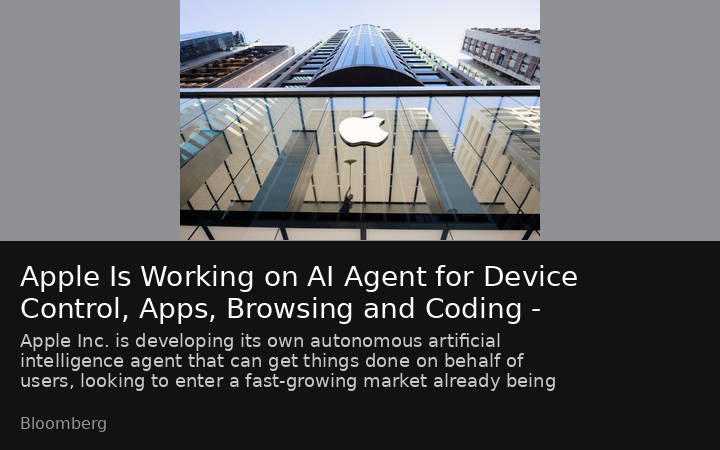 Apple Is Working on AI Agent for Device
Control, Apps, Browsing and Coding -
Apple Inc. is developing its own autonomous artificial
intelligence agent that can get things done on behalf of
users, looking to enter a fast-growing market already being
Bloomberg